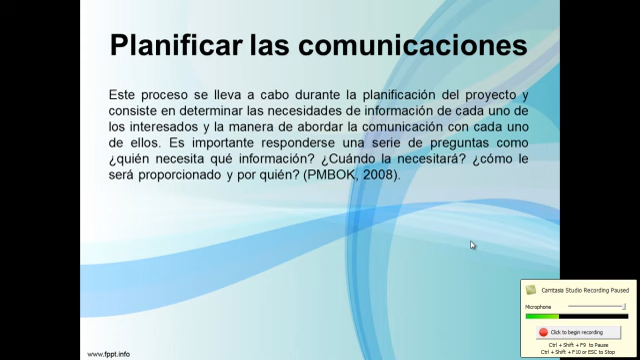 Planificar las comunicaciones
Este proceso se lleva a cabo durante la planificación del proyecto y
consiste en determinar las necesidades de información de cada uno de
los interesados y la manera de abordar la comunicación con cada uno
de ellos. Es importante responderse una serie de preguntas como
¿quién necesita qué información? ¿Cuándo la necesitará? ¿cómo le
será proporcionado y por quién? (PMBOK, 2008).
Camtasia Studio Recording Paused
Microphone
Click to begin recording
Ctrl + Shift + F9 to Pause
Ctrl + Shift + F10 or ESC to Stop
www.fppt.info